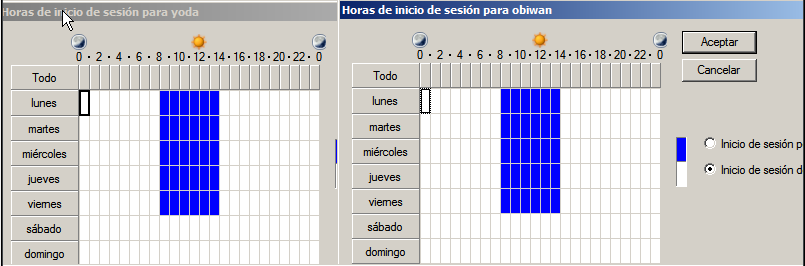 Horas de inicio de sesión para yoda
0 · 2 · 4 · 6 · 8 · 10 · 12 · 14 · 16 · 18 · 20 · 22 · 0
Todo
lunes
martes
miércoles
jueves
viernes
sábado
domingo
Horas de inicio de sesión para obiwan
0 · 2 · 4 · 6 · 8 · 10 · 12 · 14 · 16 · 18 · 20 · 22 · 0
Todo
lunes
martes
miércoles
jueves
viernes
sábado
domingo
Aceptar
Cancelar
Inicio de sesión p
Inicio de sesión d